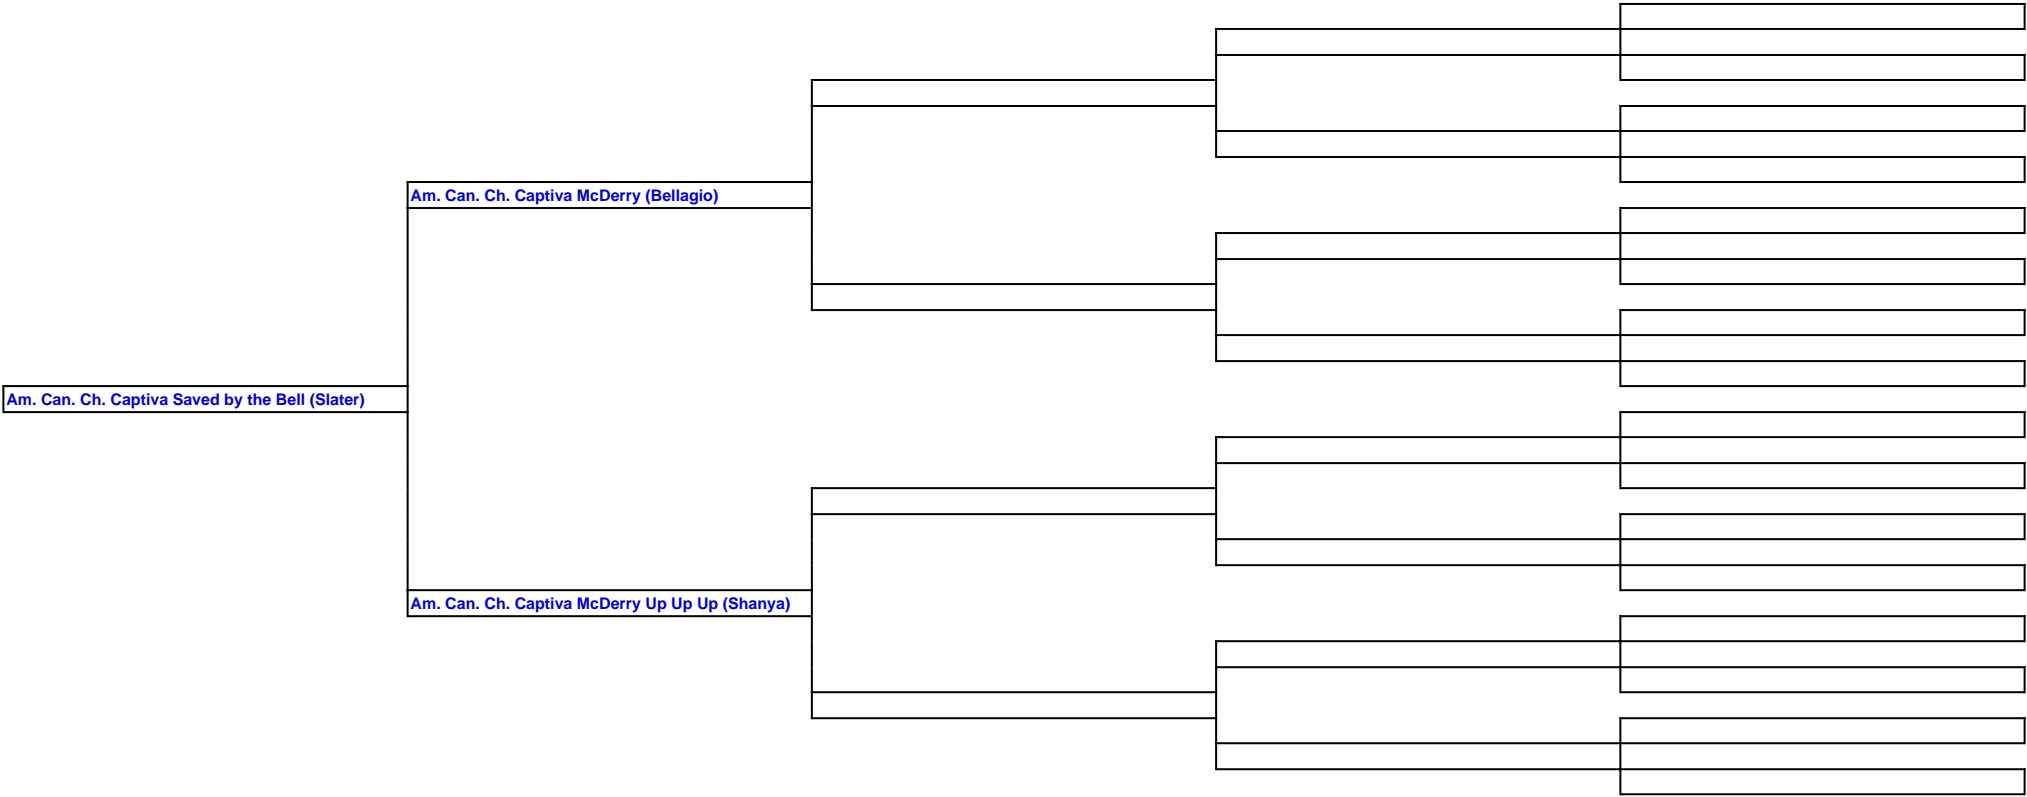 Am. Can. Ch. Captiva McDerry (Bellagio)
Am. Can. Ch. Captiva Saved by the Bell (Slater)
Am. Can. Ch. Captiva McDerry Up Up Up (Shanya)